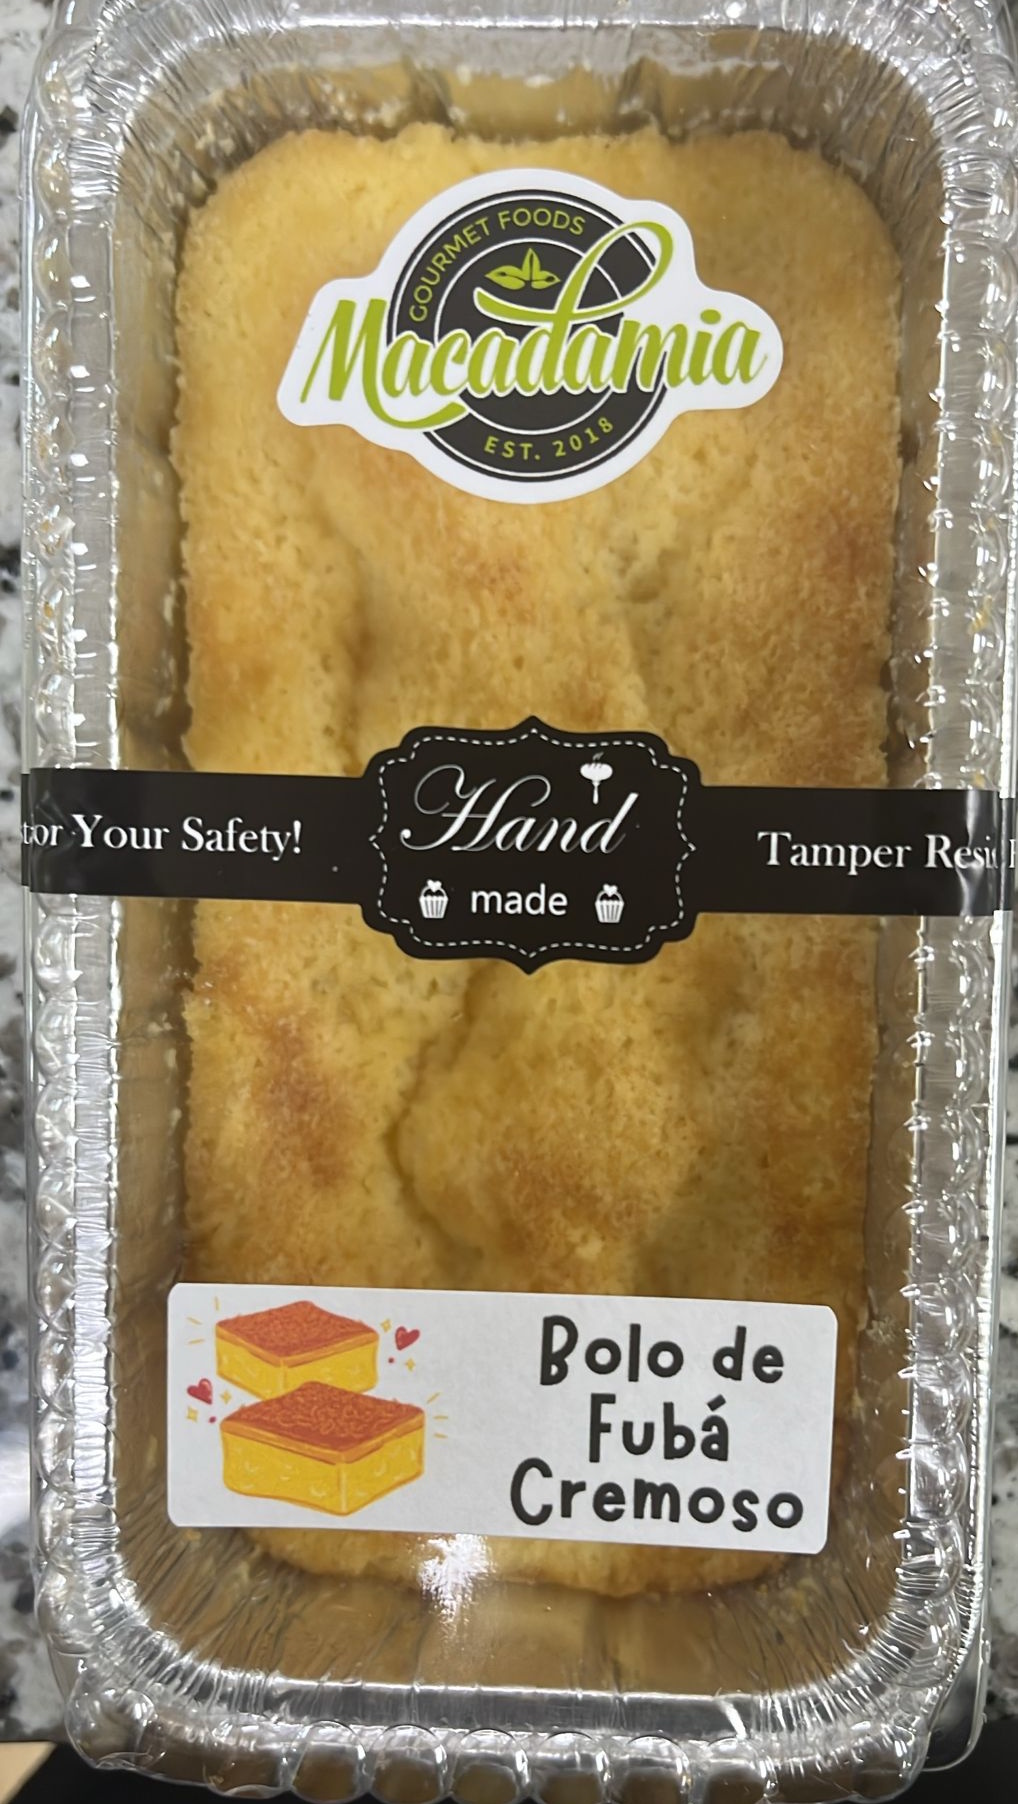 GOURMET FOODS
Macadamia
EST. 2018
Your Safety!
Hand
made
Tamper
Bolo de
Fubá
Cremoso